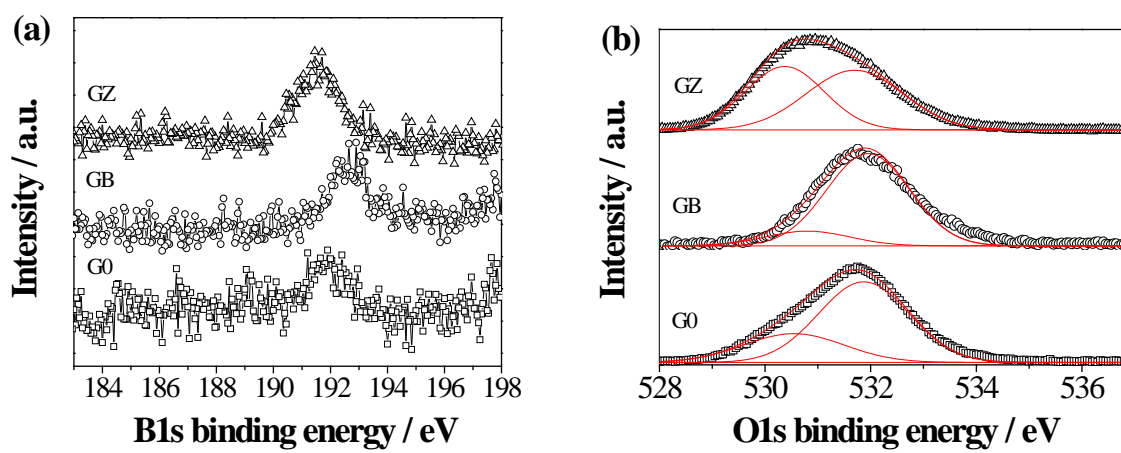 (a)
GZ
GB
G0
Intensity / a.u.
184 186 188 190 192 194 196 198
B1s binding energy / eV
(b)
GZ
GB
G0
Intensity / a.u.
528 530 532 534 536
O1s binding energy / eV